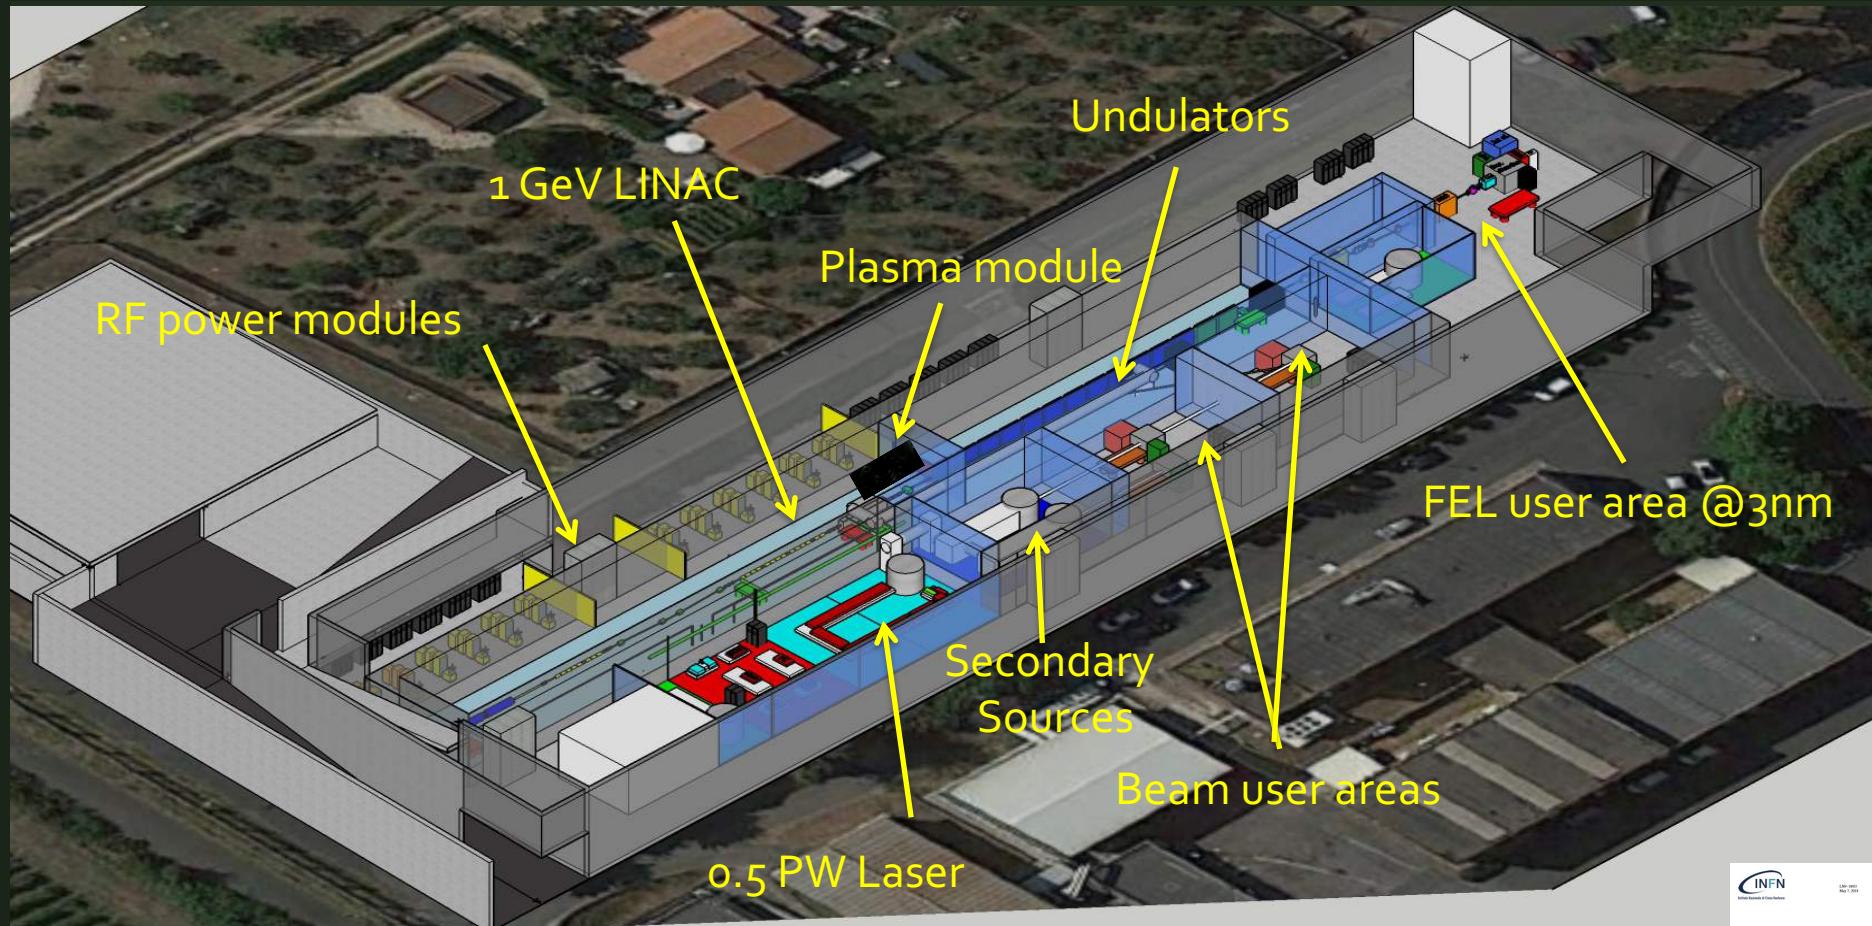 Undulators
1 GeV LINAC
Plasma module
RF power modules
FEL user area @3nm
Secondary
Sources
Beam user areas
0.5 PW Laser
INFN